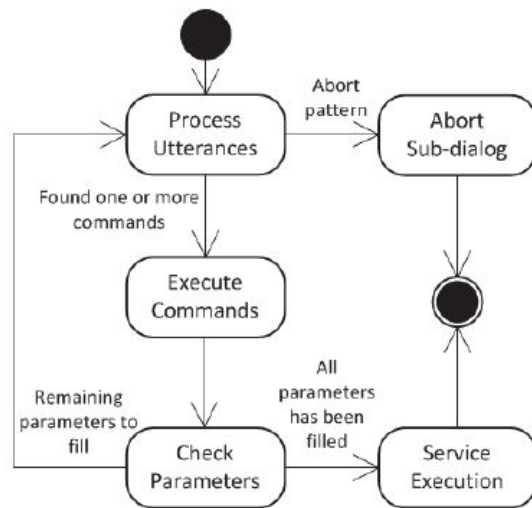 Process
Utterances
Abort
pattern
Abort
Sub-dialog
Found one or more
commands
Execute
Commands
Remaining
parameters to
fill
Check
Parameters
All
parameters
has been
filled
Service
Execution